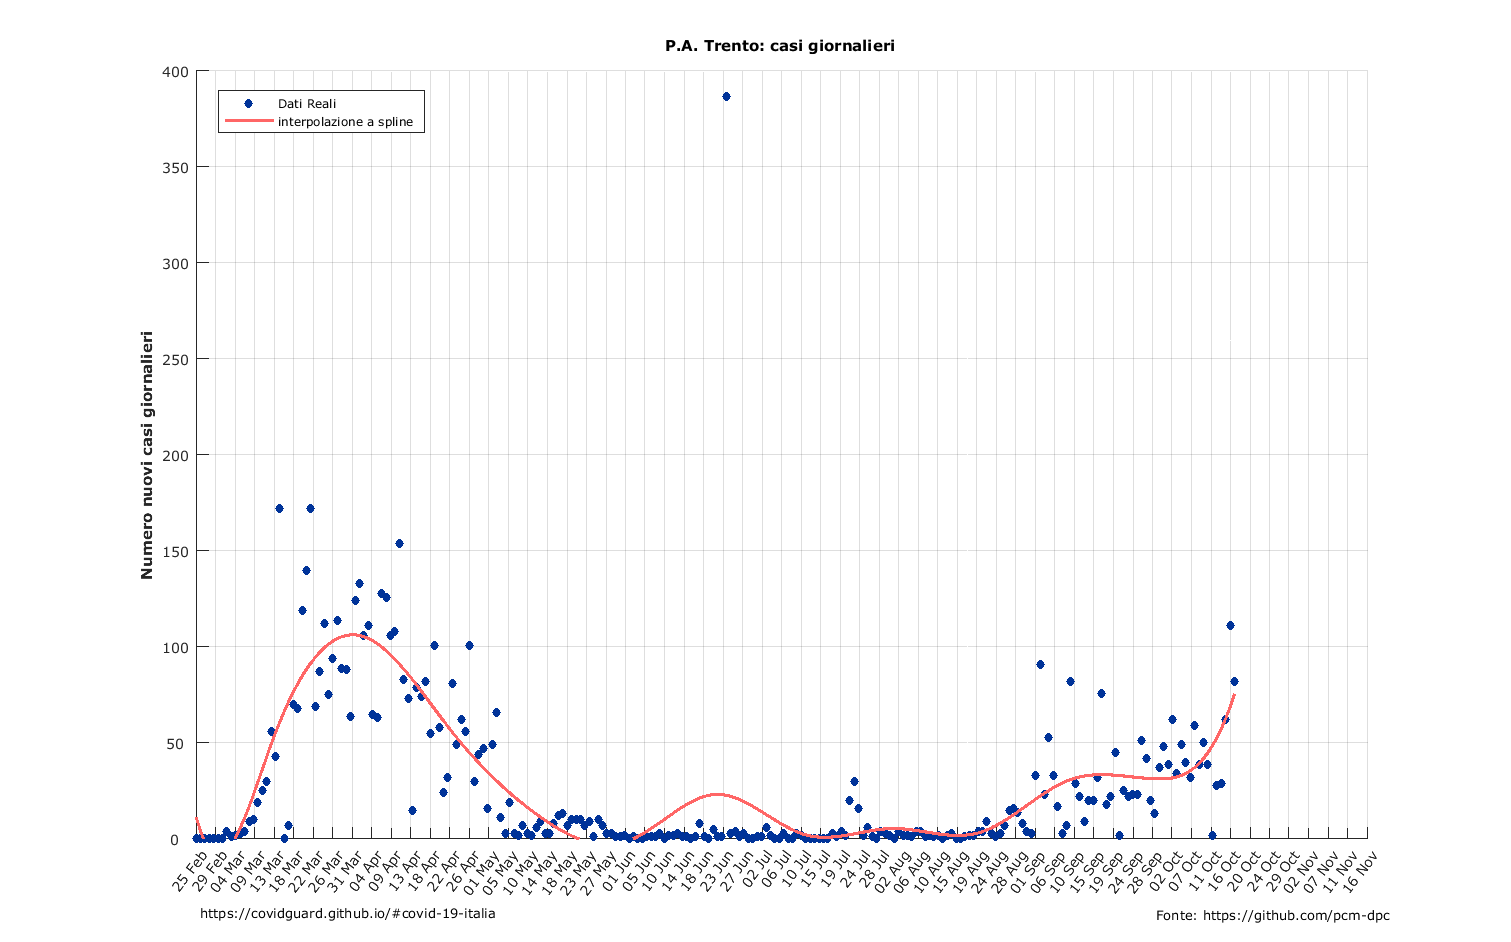 P.A. Trento: casi giornalieri
400
350
300
250
200
150
100
50
0
Numero nuovi casi giornalieri
Dati Reali
interpolazione a spline
25 Feb
29 Feb
04 Mar
09 Mar
13 Mar
18 Mar
22 Mar
26 Mar
31 Mar
04 Apr
09 Apr
13 Apr
18 Apr
22 Apr
26 Apr
01 May
05 May
10 May
14 May
18 May
23 May
27 May
01 Jun
05 Jun
10 Jun
14 Jun
18 Jun
23 Jun
27 Jun
02 Jul
06 Jul
10 Jul
15 Jul
19 Jul
24 Jul
28 Jul
02 Aug
06 Aug
10 Aug
15 Aug
19 Aug
24 Aug
28 Aug
01 Sep
06 Sep
10 Sep
15 Sep
19 Sep
24 Sep
28 Sep
02 Oct
07 Oct
11 Oct
16 Oct
20 Oct
24 Oct
29 Oct
02 Nov
07 Nov
11 Nov
16 Nov
https://covidguard.github.io/#covid-19-italia
Fonte: https://github.com/pcm-dpc